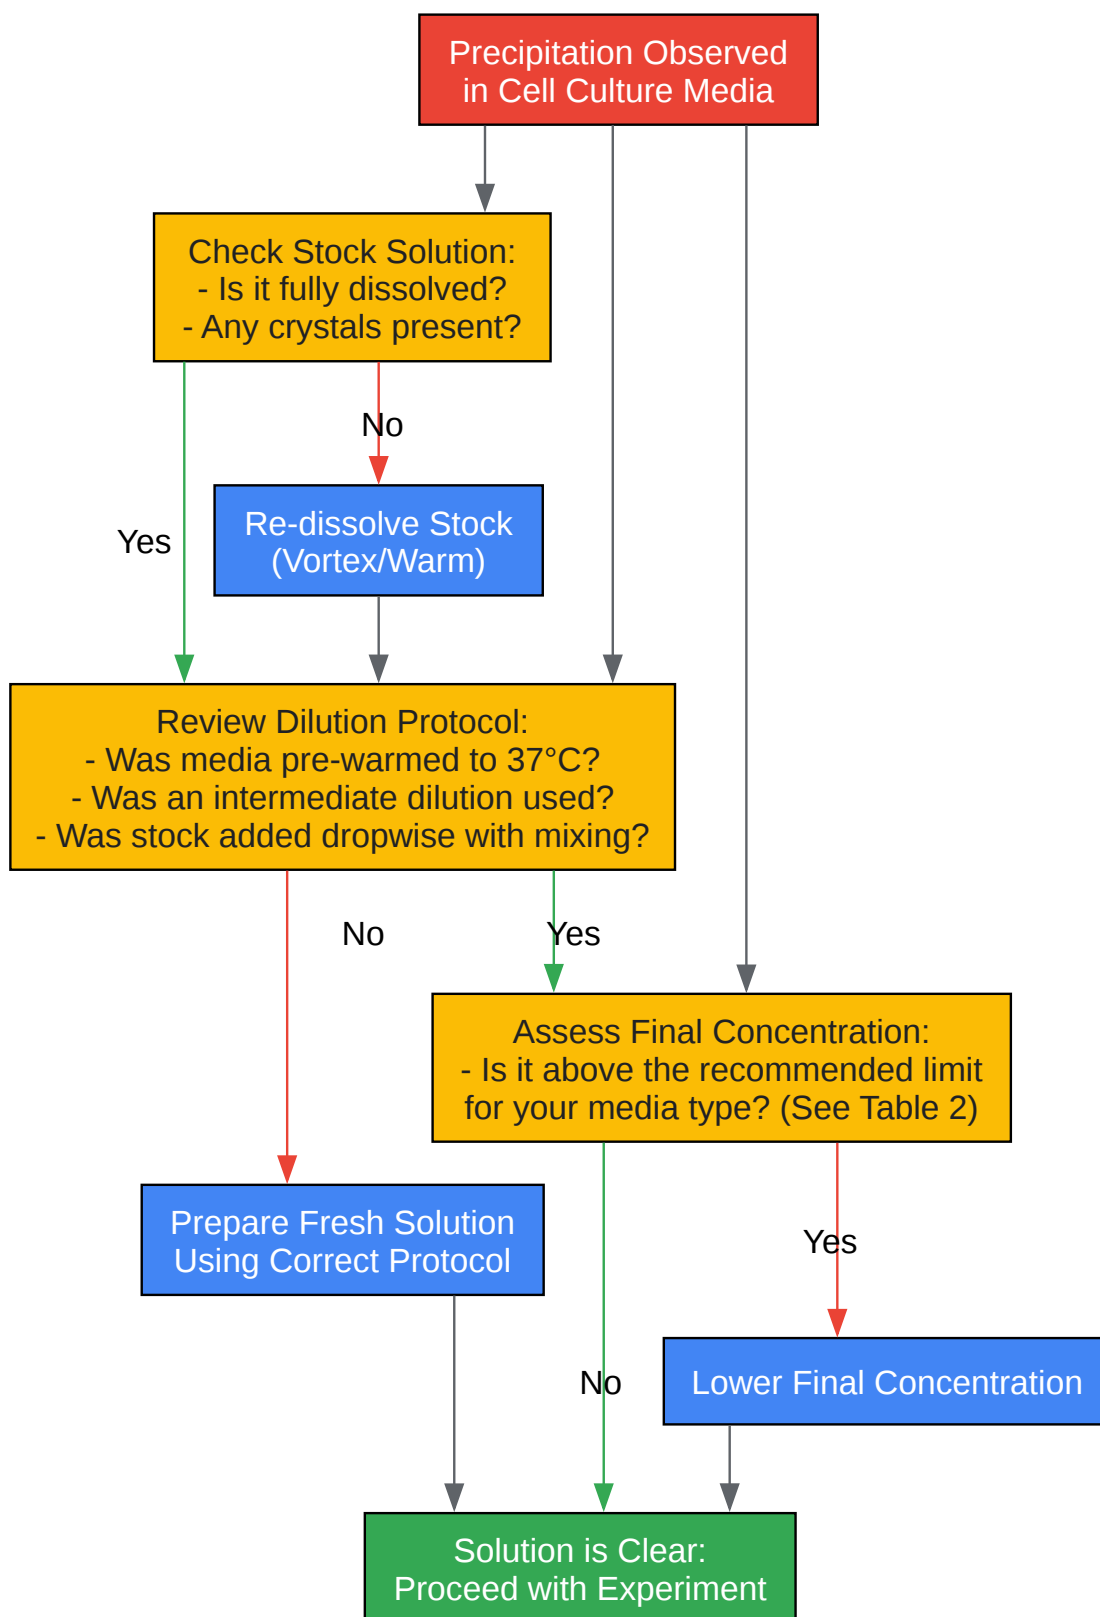 Precipitation Observed
in Cell Culture Media
Check Stock Solution:
- Is it fully dissolved?
- Any crystals present?
No
Re-dissolve Stock
(Vortex/Warm)
Yes
Review Dilution Protocol:
- Was media pre-warmed to 37°C?
- Was an intermediate dilution used?
- Was stock added dropwise with mixing?
No
Yes
Assess Final Concentration:
- Is it above the recommended limit
for your media type? (See Table 2)
Prepare Fresh Solution
Using Correct Protocol
Yes
No
Lower Final Concentration
Solution is Clear:
Proceed with Experiment